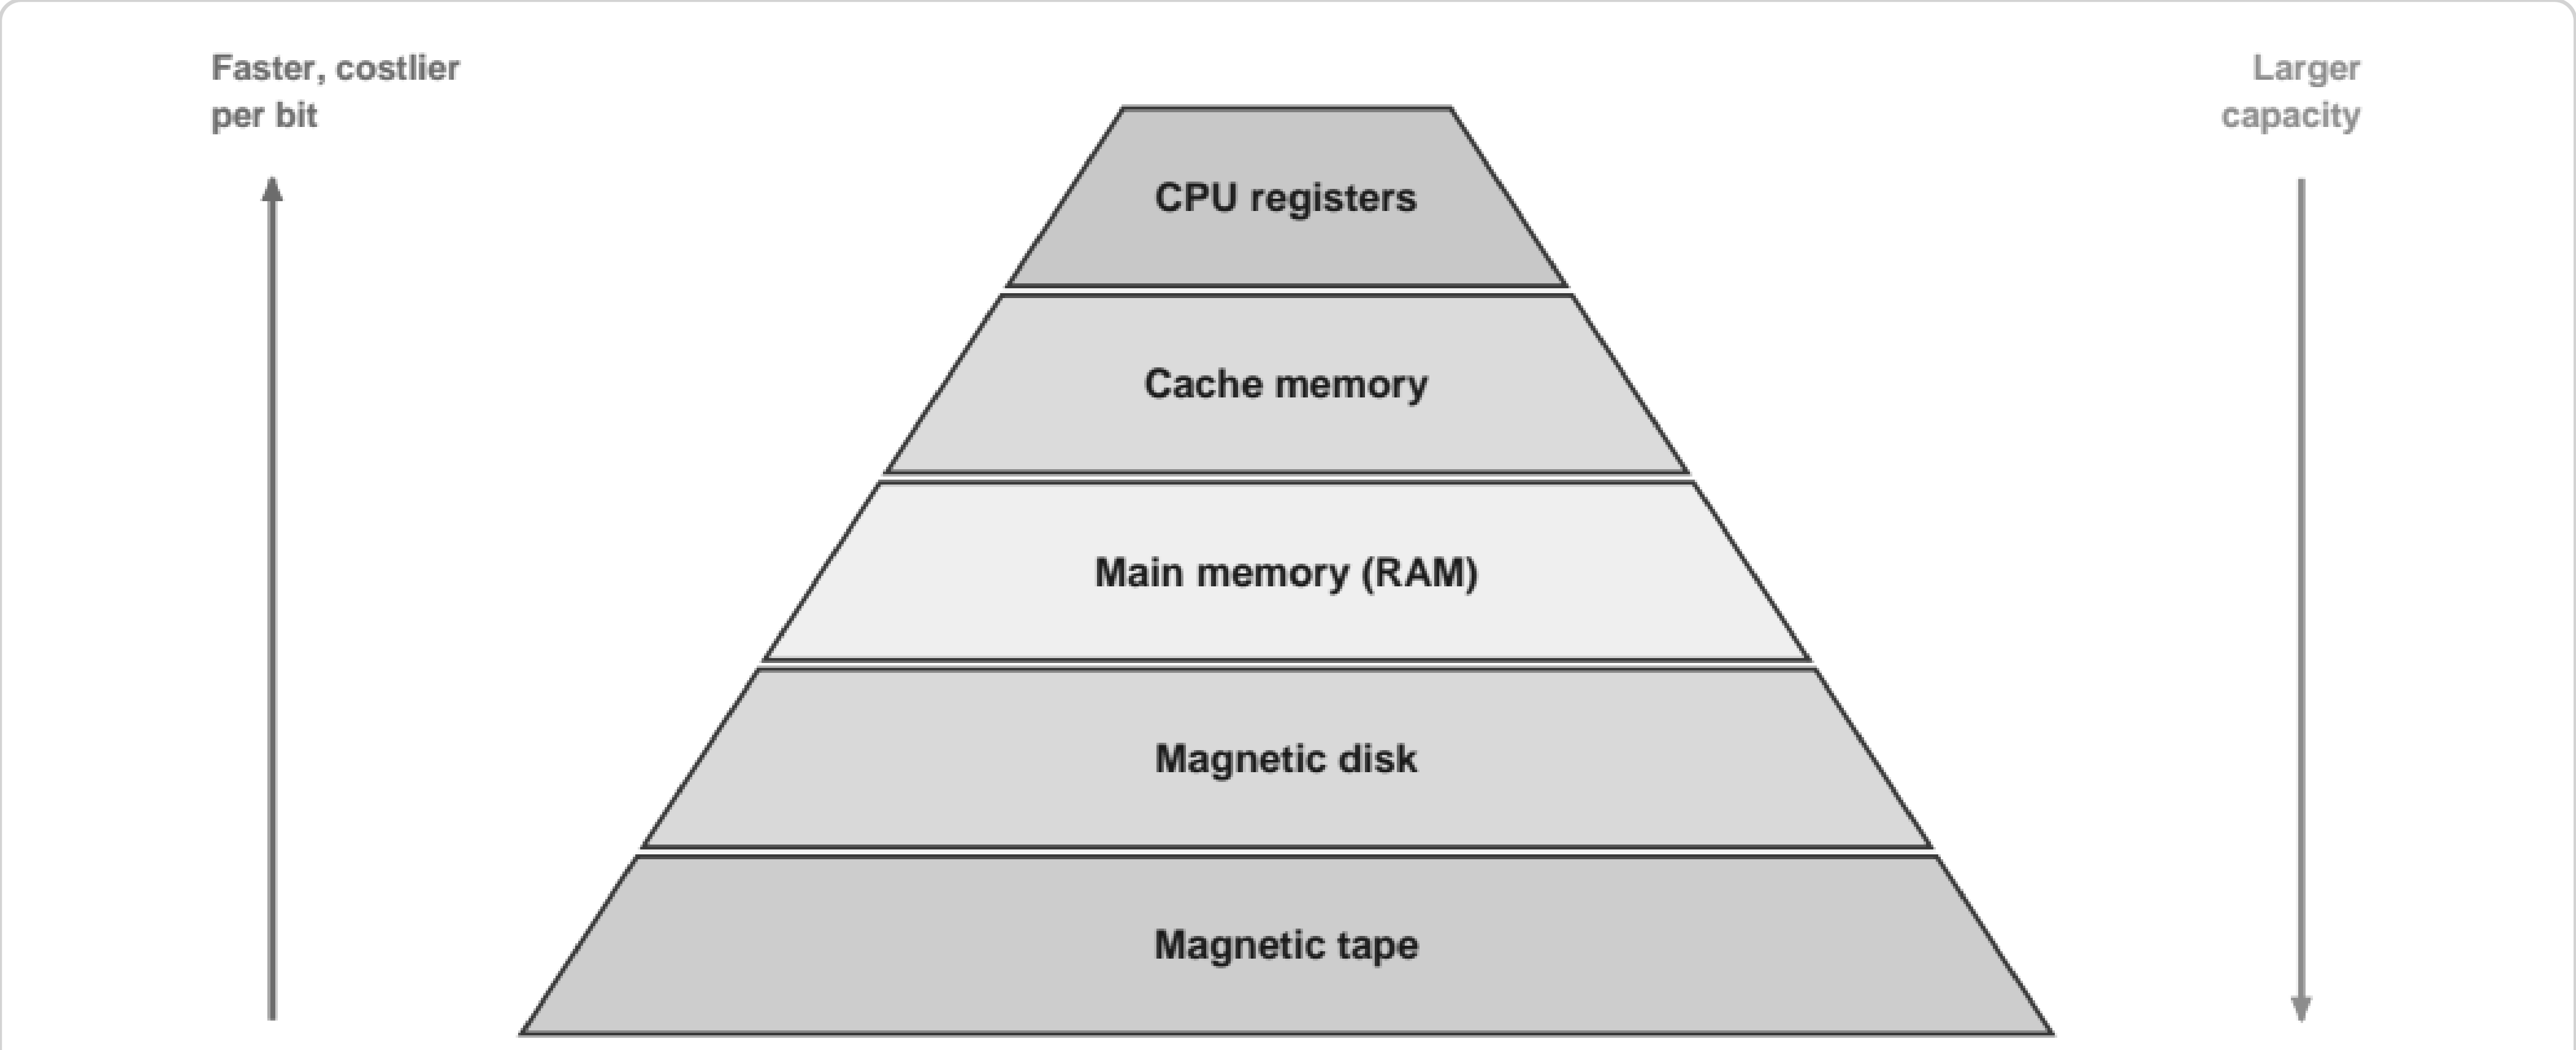 Faster, costlier
per bit
Larger
capacity
CPU registers
Cache memory
Main memory (RAM)
Magnetic disk
Magnetic tape